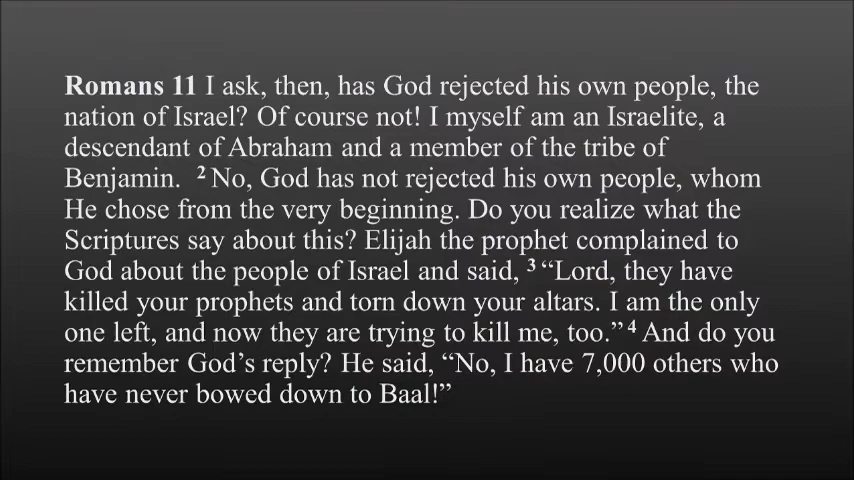 Romans 11 I ask, then, has God rejected his own people, the
nation of Israel? Of course not! I myself am an Israelite, a
descendant of Abraham and a member of the tribe of
Benjamin. 2 No, God has not rejected his own people, whom
He chose from the very beginning. Do you realize what the
Scriptures say about this? Elijah the prophet complained to
God about the people of Israel and said, 3 “Lord, they have
killed your prophets and torn down your altars. I am the only
one left, and now they are trying to kill me, too.” 4 And do you
remember God’s reply? He said, “No, I have 7,000 others who
have never bowed down to Baal!”